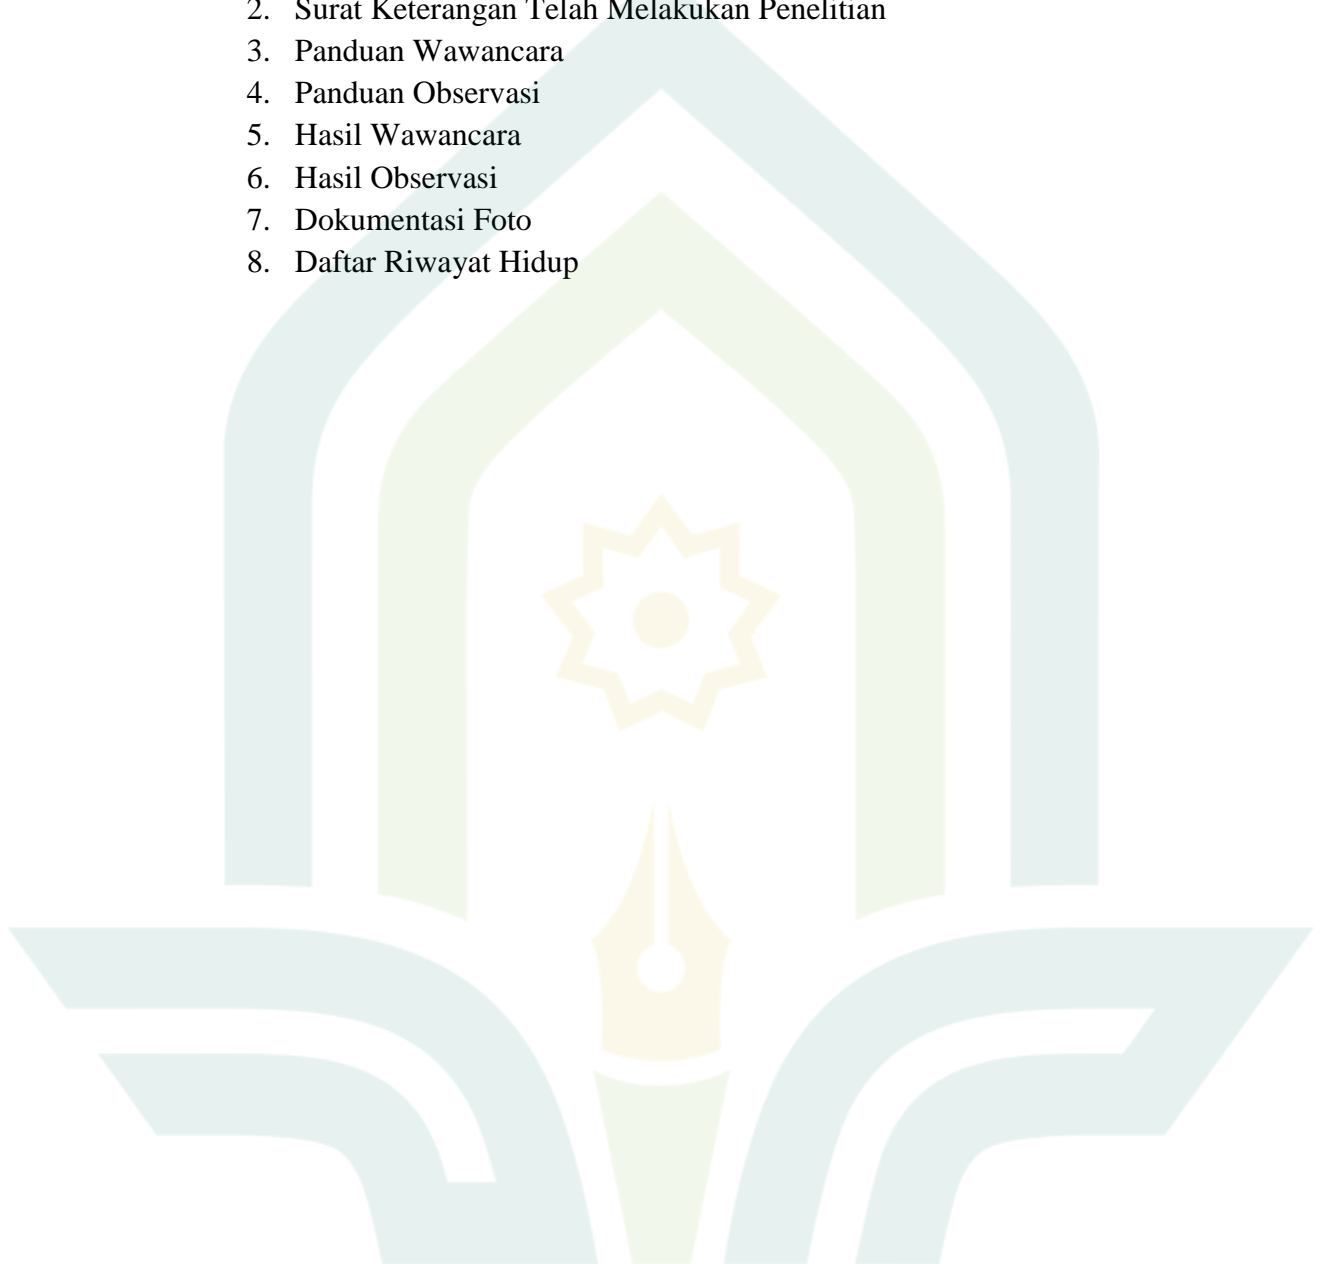 2. Surat Keterangan Telah Melakukan Penelitian
3. Panduan Wawancara
4. Panduan Observasi
5. Hasil Wawancara
6. Hasil Observasi
7. Dokumentasi Foto
8. Daftar Riwayat Hidup